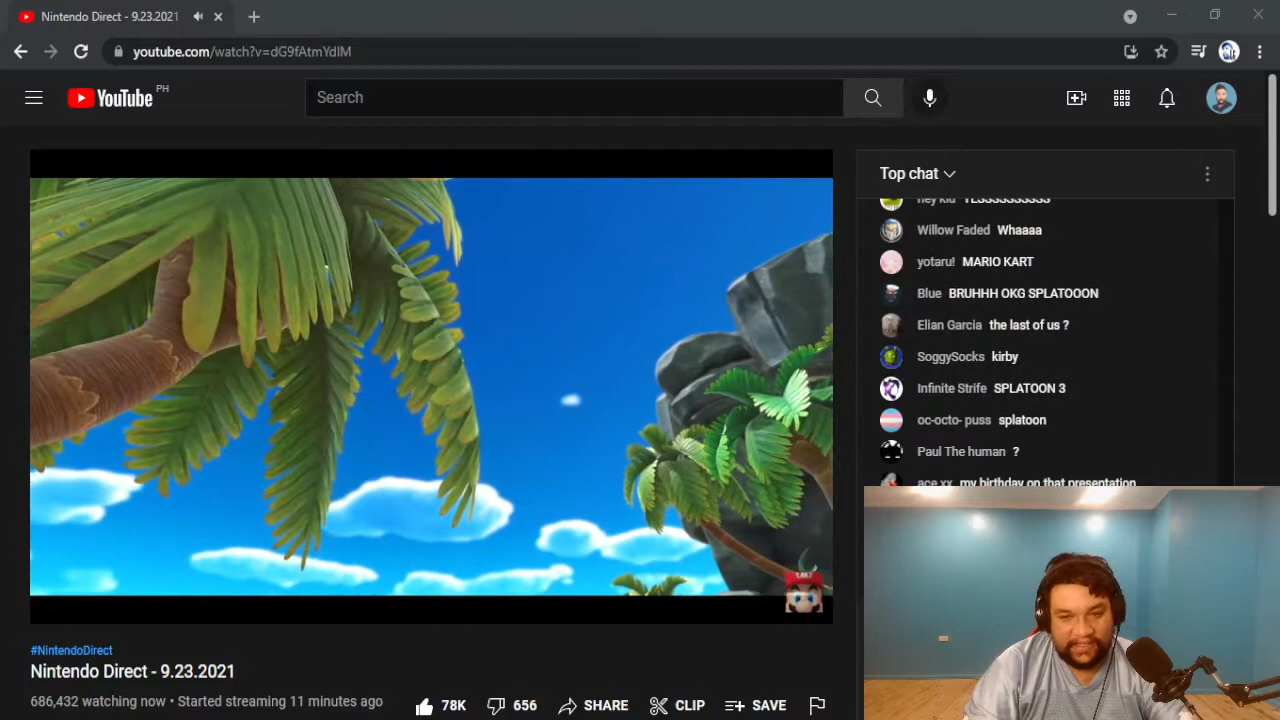 Nintendo Direct - 9.23.2021
youtube.com/watch?v=dG9fAtmYdlM
YouTube PH
Search
Top chat
hey kid YESSSSSSSSSS
Willow Faded Whaaaa
yotaru! MARIO KART
Blue BRUHHH OKG SPLATOOON
Elian Garcia the last of us ?
SoggySocks kirby
Infinite Strife SPLATOON 3
oc-octo- puss splatoon
Paul The human ?
ace xx my birthday on that presentation
#NintendoDirect
Nintendo Direct - 9.23.2021
686,432 watching now • Started streaming 11 minutes ago
78K 656 SHARE CLIP SAVE